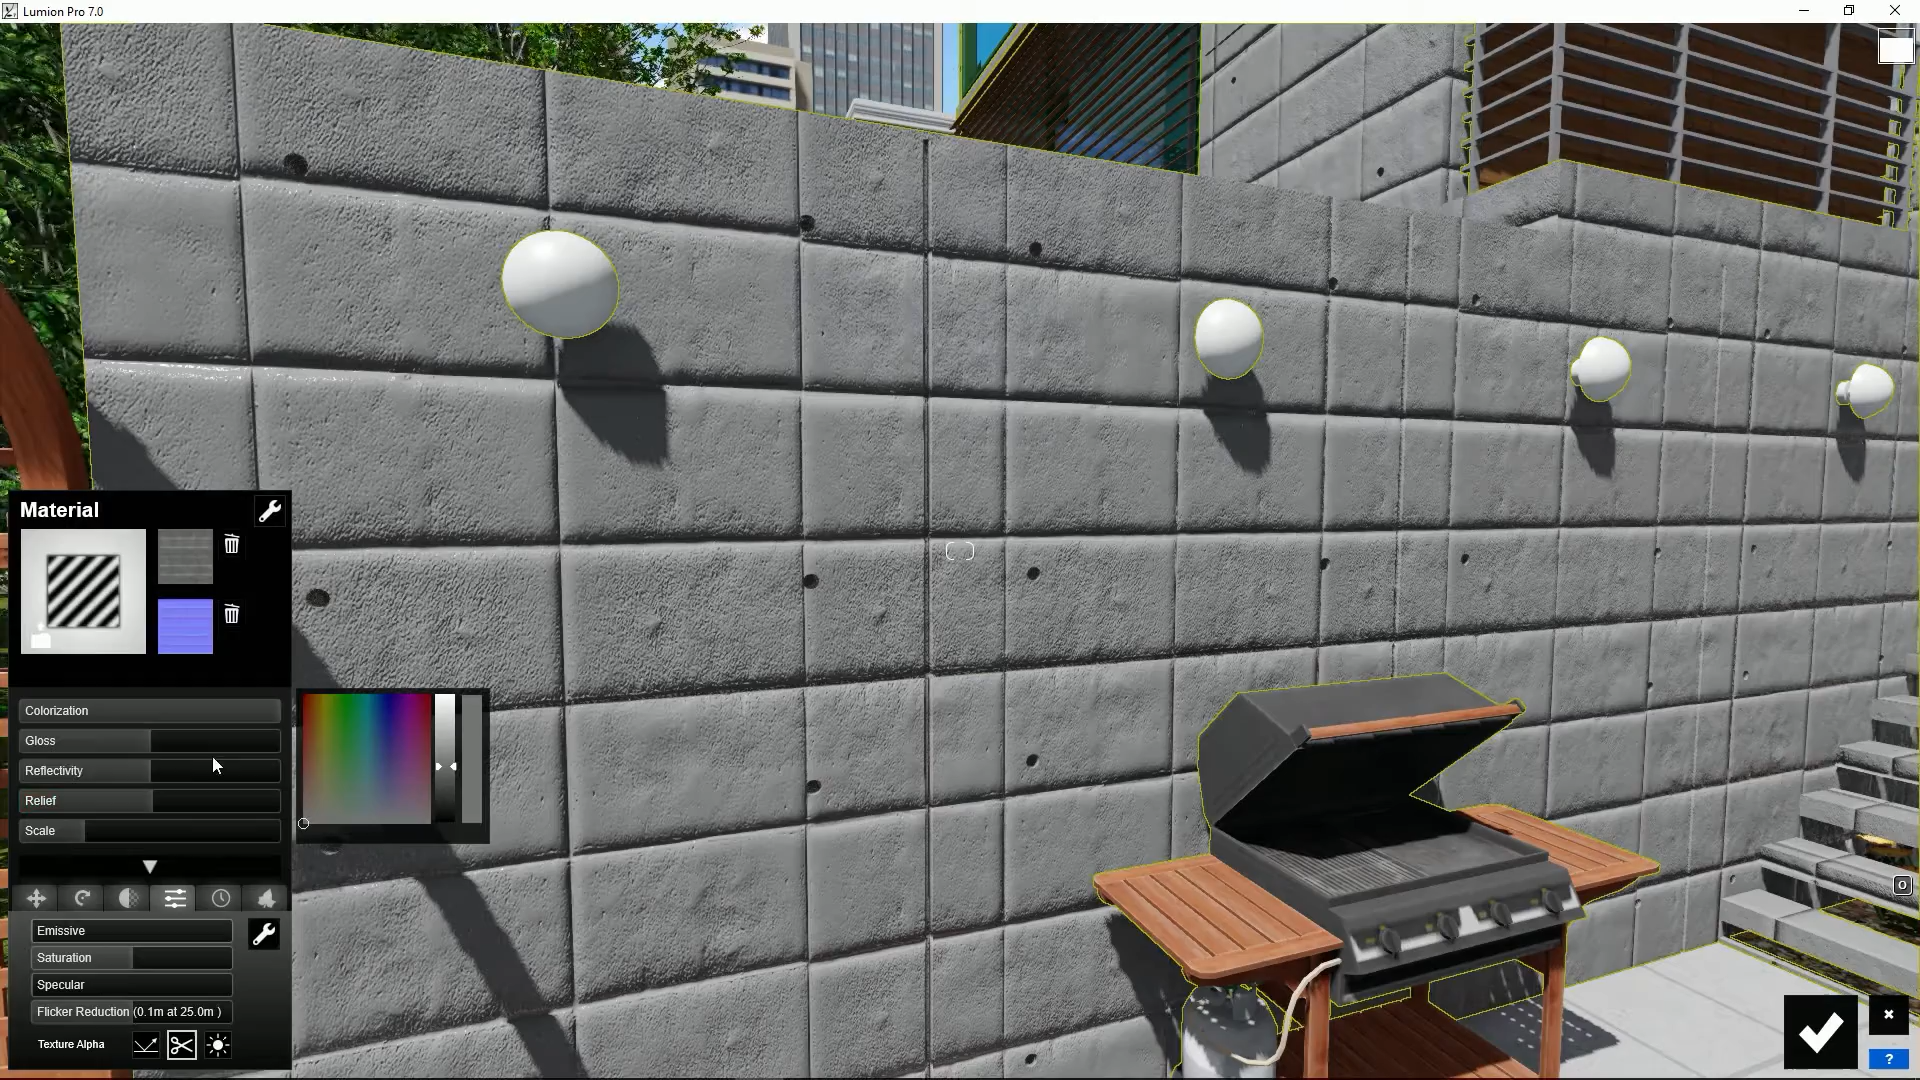 Lumion Pro 7.0
Material
Colorization
Gloss
Reflectivity
Relief
Scale
Emissive
Saturation
Specular
Flicker Reduction (0.1m at 25.0m )
Texture Alpha
O
?